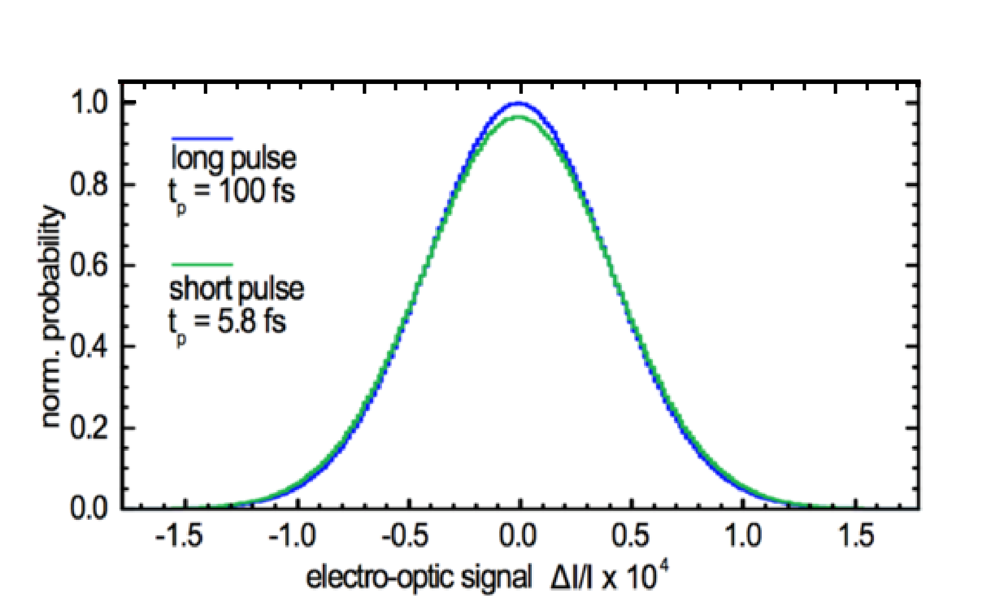 1.0
0.8
0.6
0.4
0.2
0.0
norm. probability
long pulse
t_p = 100 fs
short pulse
t_p = 5.8 fs
-1.5 -1.0 -0.5 0.0 0.5 1.0 1.5
electro-optic signal ΔI/I x 10⁴